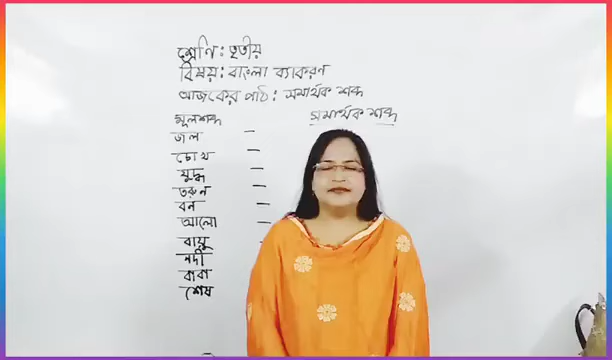 শ্রেণি: তৃতীয়
বিষয়: বাংলা ব্যাকরণ
আজকের পাঠ: সমার্থক শব্দ
মূলশব্দ সমার্থক শব্দ
জল –
চোখ –
যুদ্ধ –
তরুন –
বন –
আলো –
বায়ু –
নদী
বাবা
শেষ